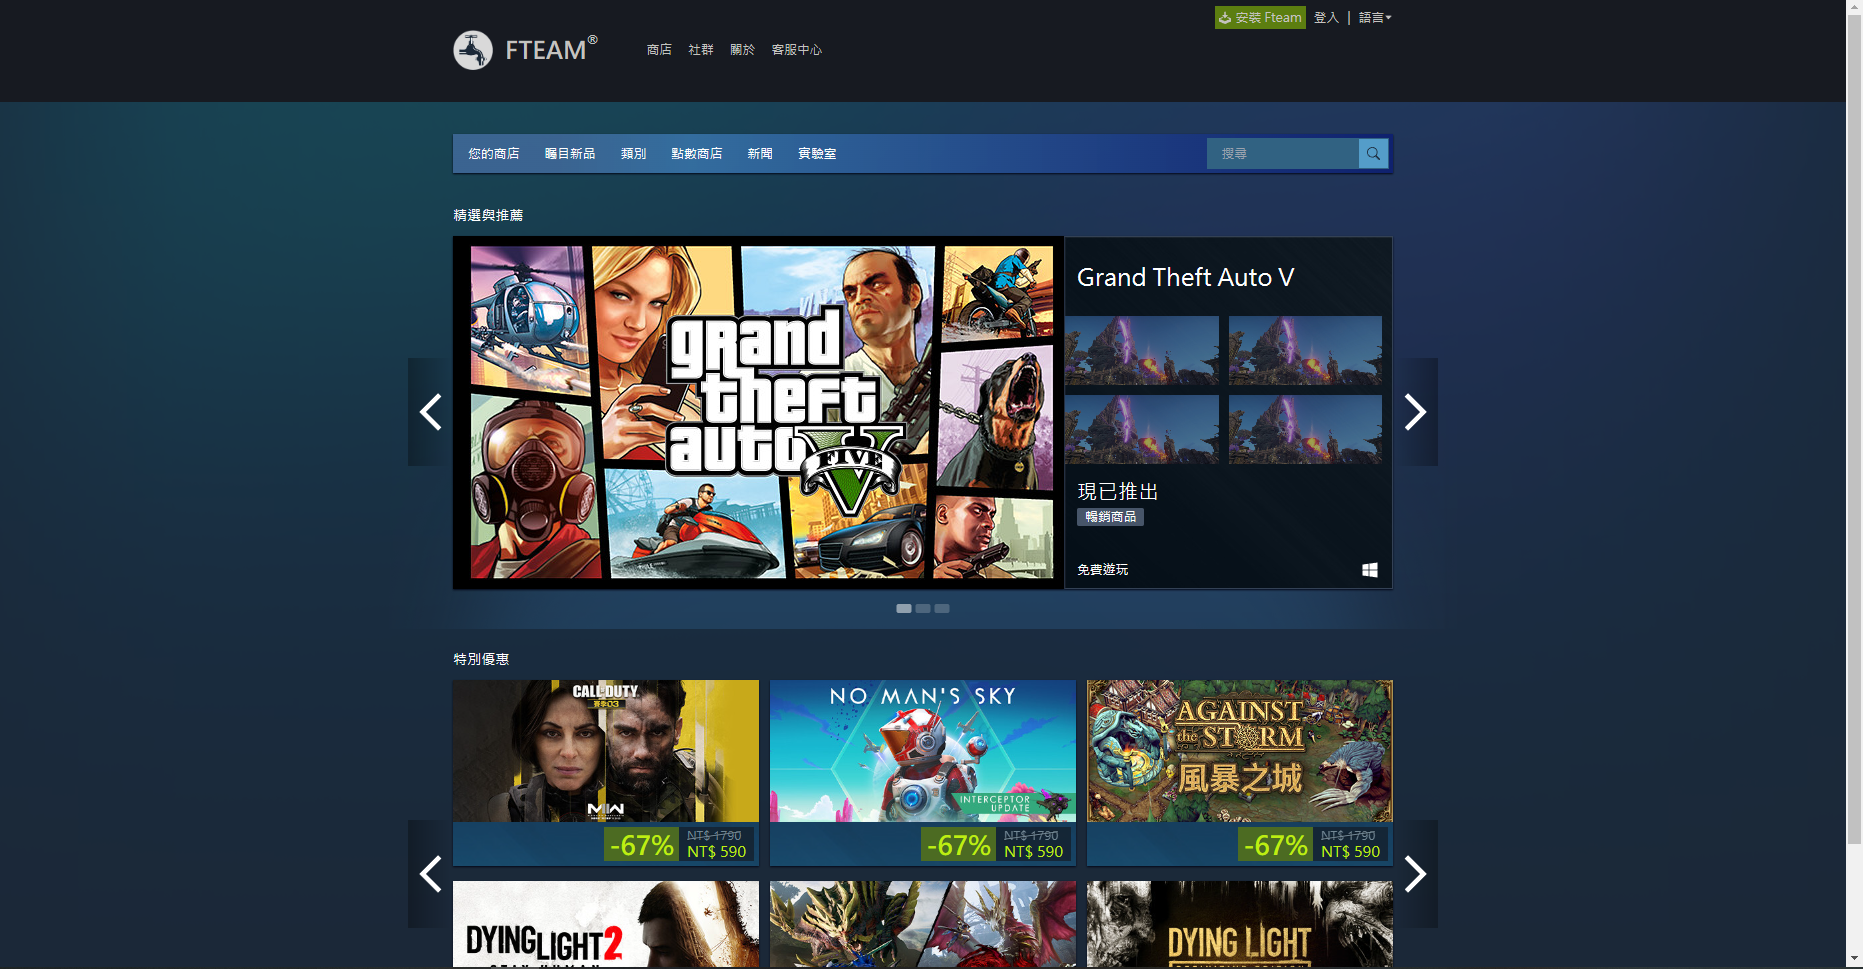 安裝 Fteam 登入 | 語言
FTEAM®
商店 社群 關於 客服中心
您的商店 矚目新品 類別 點數商店 新聞 實驗室 搜尋
精選與推薦
grand
theft
auto
FIVE
Grand Theft Auto V
現已推出
暢銷商品
免費遊玩
特別優惠
CALL OF DUTY
賽季03
MW
NO MAN'S SKY
INTERCEPTOR
UPDATE
AGAINST
the STORM
風暴之城
-67% NT$ 1790
NT$ 590
-67% NT$ 1790
NT$ 590
-67% NT$ 1790
NT$ 590
DYING LIGHT 2
DYING LIGHT